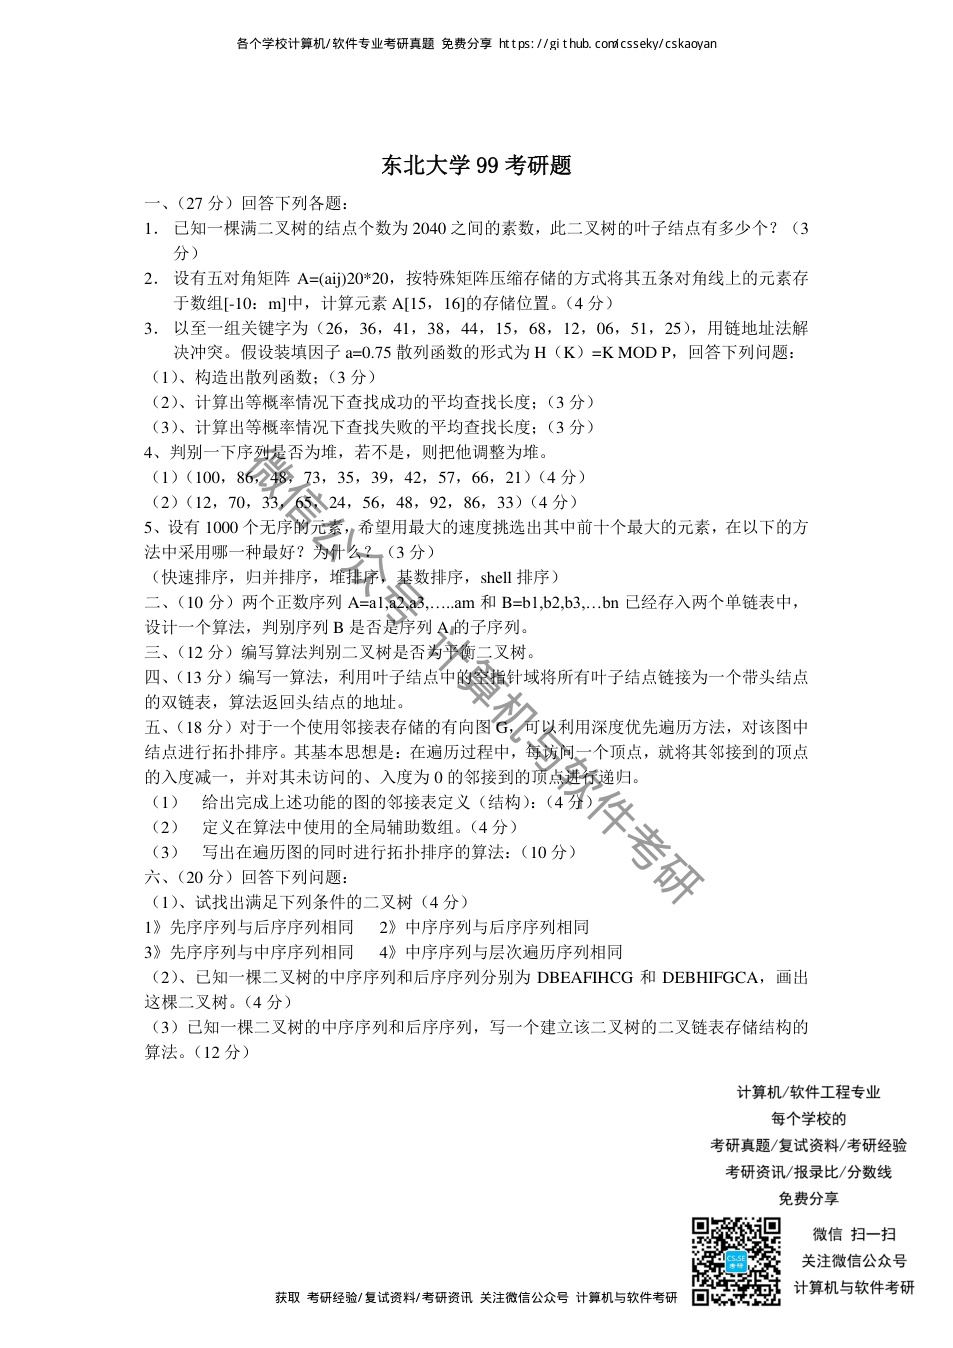 各个学校计算机/软件专业考研真题 免费分享 https://github.com/csseky/cskaoyan
东北大学 99 考研题
一、（27 分）回答下列各题：
1． 已知一棵满二叉树的结点个数为 2040 之间的素数，此二叉树的叶子结点有多少个？（3
分）
2． 设有五对角矩阵 A=(aij)20*20，按特殊矩阵压缩存储的方式将其五条对角线上的元素存
于数组[-10：m]中，计算元素 A[15，16]的存储位置。（4 分）
3． 以至一组关键字为（26，36，41，38，44，15，68，12，06，51，25），用链地址法解
决冲突。假设装填因子 a=0.75 散列函数的形式为 H（K）=K MOD P，回答下列问题：
（1）、构造出散列函数；（3 分）
（2）、计算出等概率情况下查找成功的平均查找长度；（3 分）
（3）、计算出等概率情况下查找失败的平均查找长度；（3 分）
4、判别一下序列是否为堆，若不是，则把他调整为堆。
（1）（100，86，48，73，35，39，42，57，66，21）（4 分）
（2）（12，70，33，65，24，56，48，92，86，33）（4 分）
5、设有 1000 个无序的元素，希望用最大的速度挑选出其中前十个最大的元素，在以下的方
法中采用哪一种最好？为什么？（3 分）
（快速排序，归并排序，堆排序，基数排序，shell 排序）
二、（10 分）两个正数序列 A=a1,a2,a3,…..am 和 B=b1,b2,b3,…bn 已经存入两个单链表中，
设计一个算法，判别序列 B 是否是序列 A 的子序列。
三、（12 分）编写算法判别二叉树是否为平衡二叉树。
四、（13 分）编写一算法，利用叶子结点中的空指针域将所有叶子结点链接为一个带头结点
的双链表，算法返回头结点的地址。
五、（18 分）对于一个使用邻接表存储的有向图 G，可以利用深度优先遍历方法，对该图中
结点进行拓扑排序。其基本思想是：在遍历过程中，每访问一个顶点，就将其邻接到的顶点
的入度减一，并对其未访问的、入度为 0 的邻接到的顶点进行递归。
（1） 给出完成上述功能的图的邻接表定义（结构）：（4 分）
（2） 定义在算法中使用的全局辅助数组。（4 分）
（3） 写出在遍历图的同时进行拓扑排序的算法：（10 分）
六、（20 分）回答下列问题：
（1）、试找出满足下列条件的二叉树（4 分）
1》先序序列与后序序列相同 2》中序序列与后序序列相同
3》先序序列与中序序列相同 4》中序序列与层次遍历序列相同
（2）、已知一棵二叉树的中序序列和后序序列分别为 DBEAFIHCG 和 DEBHIFGCA，画出
这棵二叉树。（4 分）
（3）已知一棵二叉树的中序序列和后序序列，写一个建立该二叉树的二叉链表存储结构的
算法。（12 分）
微信公众号 计算机与软件考研
计算机/软件工程专业
每个学校的
考研真题/复试资料/考研经验
考研资讯/报录比/分数线
免费分享
微信 扫一扫
关注微信公众号
计算机与软件考研
CS·SE
考研
获取 考研经验/复试资料/考研资讯 关注微信公众号 计算机与软件考研